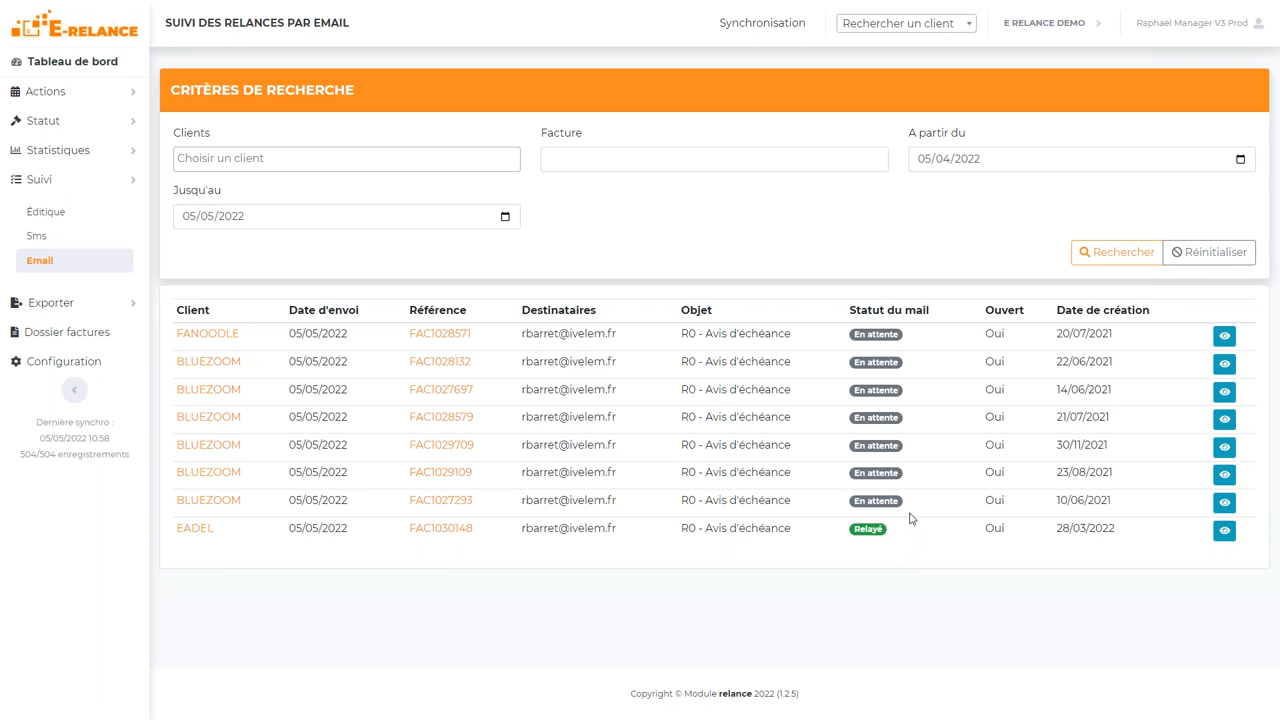 E-RELANCE
SUIVI DES RELANCES PAR EMAIL
Synchronisation
Rechercher un client
E RELANCE DEMO
Raphaël Manager V3 Prod
Tableau de bord
Actions
Statut
Statistiques
Suivi
Éditique
Sms
Email
Exporter
Dossier factures
Configuration
Dernière synchro :
05/05/2022 10:58
504/504 enregistrements
CRITÈRES DE RECHERCHE
Clients
Facture
A partir du
Choisir un client
05/04/2022
Jusqu'au
05/05/2022
Rechercher
Réinitialiser
Client Date d'envoi Référence Destinataires Objet Statut du mail Ouvert Date de création
FANOODLE 05/05/2022 FAC1028571 rbarret@ivelem.fr R0 - Avis d'échéance En attente Oui 20/07/2021
BLUEZOOM 05/05/2022 FAC1028132 rbarret@ivelem.fr R0 - Avis d'échéance En attente Oui 22/06/2021
BLUEZOOM 05/05/2022 FAC1027697 rbarret@ivelem.fr R0 - Avis d'échéance En attente Oui 14/06/2021
BLUEZOOM 05/05/2022 FAC1028579 rbarret@ivelem.fr R0 - Avis d'échéance En attente Oui 21/07/2021
BLUEZOOM 05/05/2022 FAC1029709 rbarret@ivelem.fr R0 - Avis d'échéance En attente Oui 30/11/2021
BLUEZOOM 05/05/2022 FAC1029109 rbarret@ivelem.fr R0 - Avis d'échéance En attente Oui 23/08/2021
BLUEZOOM 05/05/2022 FAC1027293 rbarret@ivelem.fr R0 - Avis d'échéance En attente Oui 10/06/2021
EADEL 05/05/2022 FAC1030148 rbarret@ivelem.fr R0 - Avis d'échéance Relayé Oui 28/03/2022
Copyright © Module relance 2022 (1.2.5)